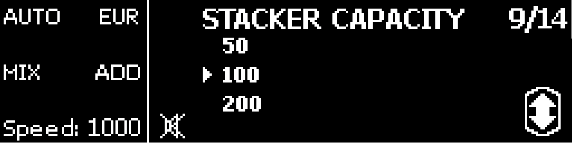 AUTO EUR
MIX ADD
Speed: 1000
STACKER CAPACITY 9/14
50
100
200